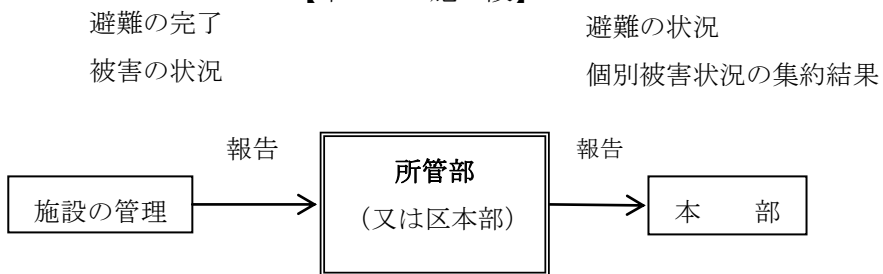 避難の完了
避難の状況
被害の状況
個別被害状況の集約結果
報告
報告
所管部
施設の管理
(又は区本部)
本　　部